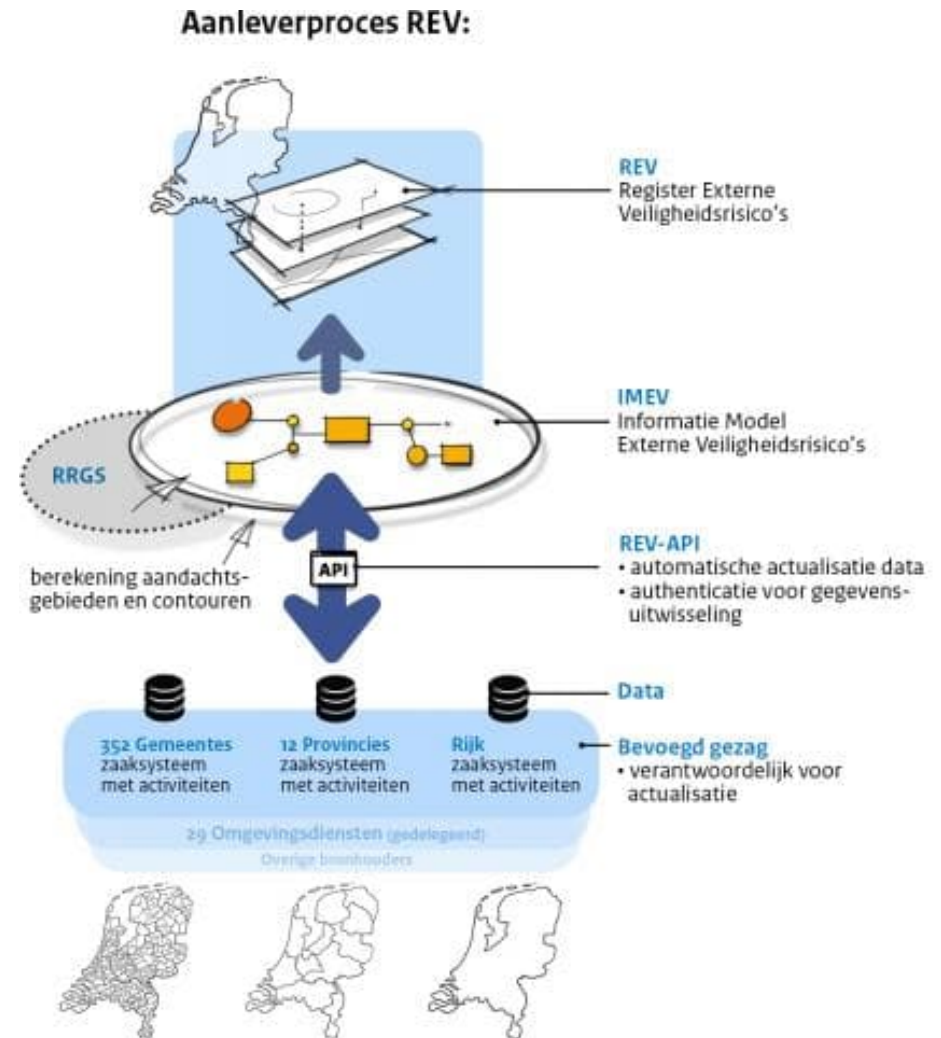 Aanleverproces REV:
REV
Register Externe
Veiligheidsrisico's
IMEV
Informatie Model
Externe Veiligheidsrisico's
RRGS
berekening aandachts-
gebieden en contouren
API
REV-API
• automatische actualisatie data
• authenticatie voor gegevens-
uitwisseling
Data
352 Gemeentes
zaaksysteem
met activiteiten
12 Provincies
zaaksysteem
met activiteiten
Rijk
zaaksysteem
met activiteiten
Bevoegd gezag
• verantwoordelijk voor
actualisatie
29 Omgevingsdiensten (gedelegeerd)
Overige bronhouders